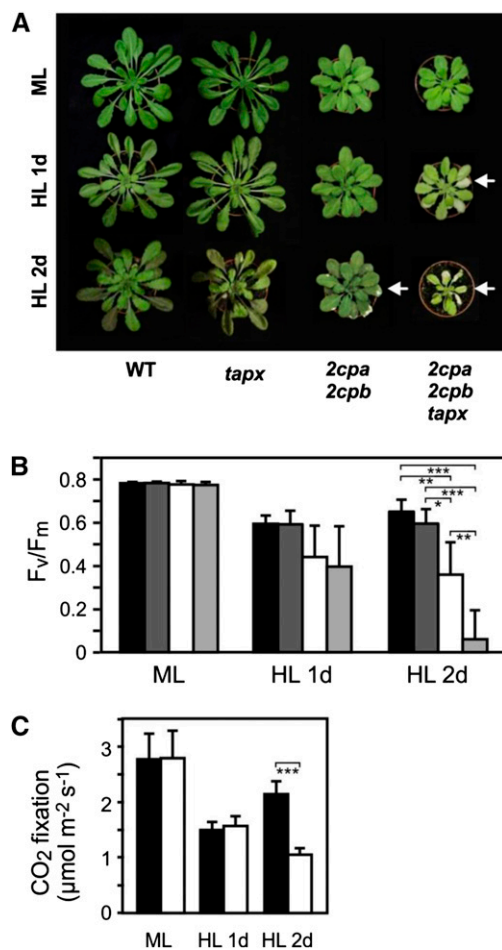 A
ML
HL 1d
HL 2d
WT
tapx
2cpa
2cpb
2cpa
2cpb
tapx
B
Fv/Fm
0.8
0.6
0.4
0.2
0
***
**
***
*
**
ML
HL 1d
HL 2d
C
CO2 fixation
(µmol m-2 s-1)
3
2
1
0
***
ML
HL 1d
HL 2d